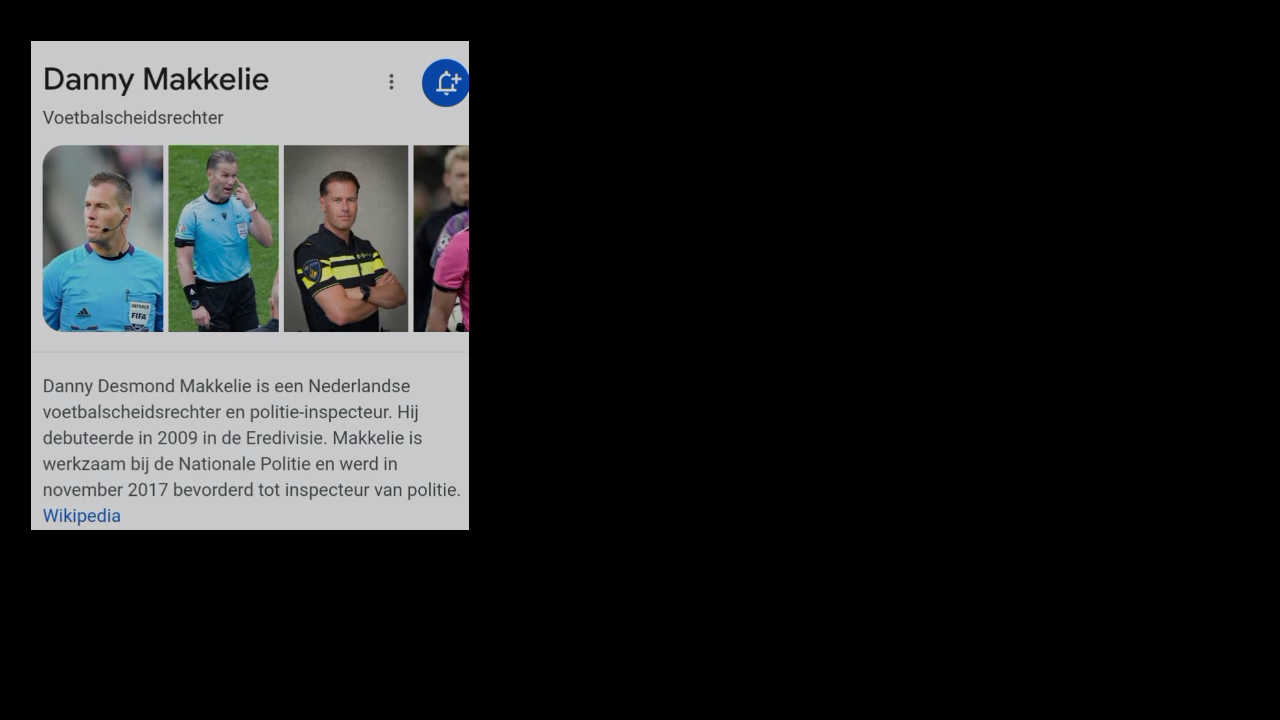 Danny Makkelie
Voetbalscheidsrechter
REFEREE
FIFA
Danny Desmond Makkelie is een Nederlandse
voetbalscheidsrechter en politie-inspecteur. Hij
debuteerde in 2009 in de Eredivisie. Makkelie is
werkzaam bij de Nationale Politie en werd in
november 2017 bevorderd tot inspecteur van politie.
Wikipedia